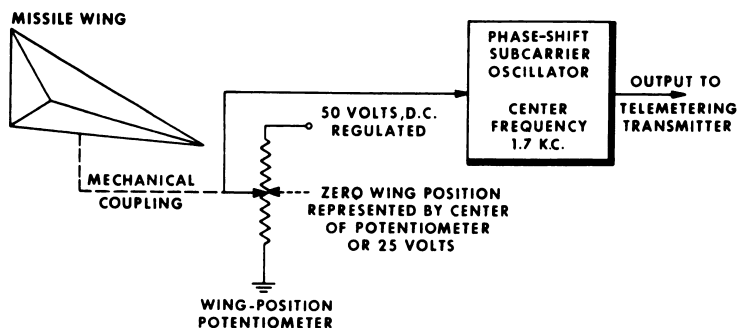 MISSILE WING
PHASE-SHIFT
SUBCARRIER
OSCILLATOR
CENTER
FREQUENCY
1.7 K.C.
OUTPUT TO
TELEMETERING
TRANSMITTER
50 VOLTS, D.C.
REGULATED
MECHANICAL
COUPLING
ZERO WING POSITION
REPRESENTED BY CENTER
OF POTENTIOMETER
OR 25 VOLTS
WING-POSITION
POTENTIOMETER